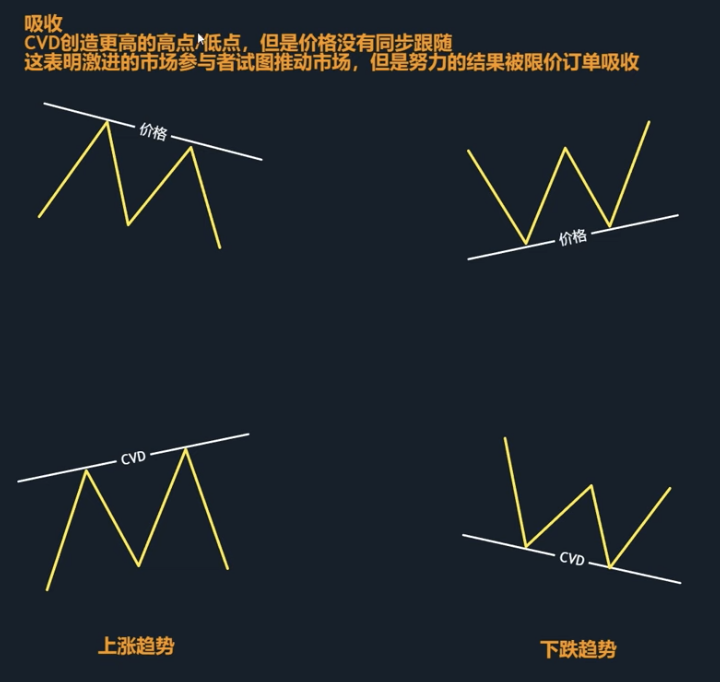 吸收
CVD创造更高的高点/低点，但是价格没有同步跟随
这表明激进的市场参与者试图推动市场，但是努力的结果被限价订单吸收
价格
价格
CVD
CVD
上涨趋势
下跌趋势